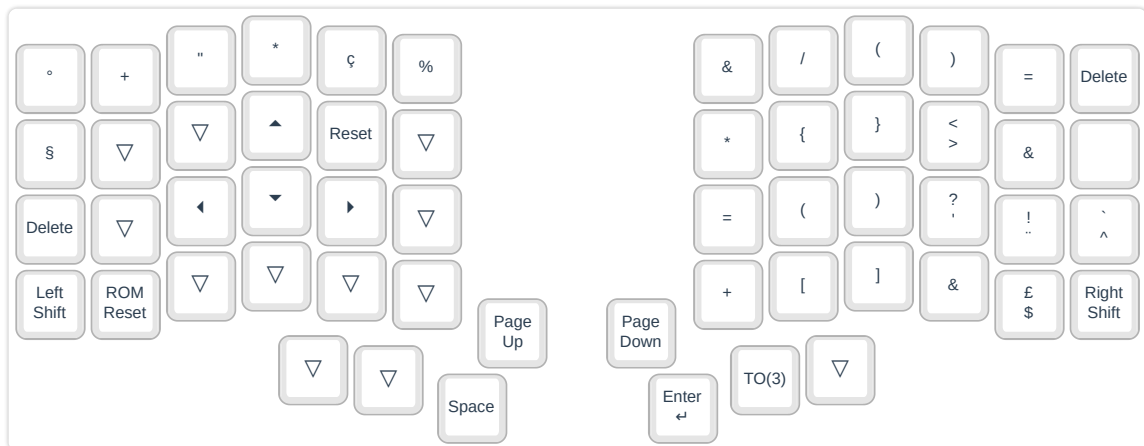 ° + " * ç % & / ( ) = Delete
§ ▽ ▽ ▲ Reset ▽ * { } < > &
Delete ▽ ◀ ▼ ▶ ▽ = ( ) ? ' ! ¨ ` ^
Left Shift ROM Reset ▽ ▽ ▽ ▽ + [ ] & £ $ Right Shift
Page Up Page Down
▽ ▽ Space Enter ↵ TO(3) ▽